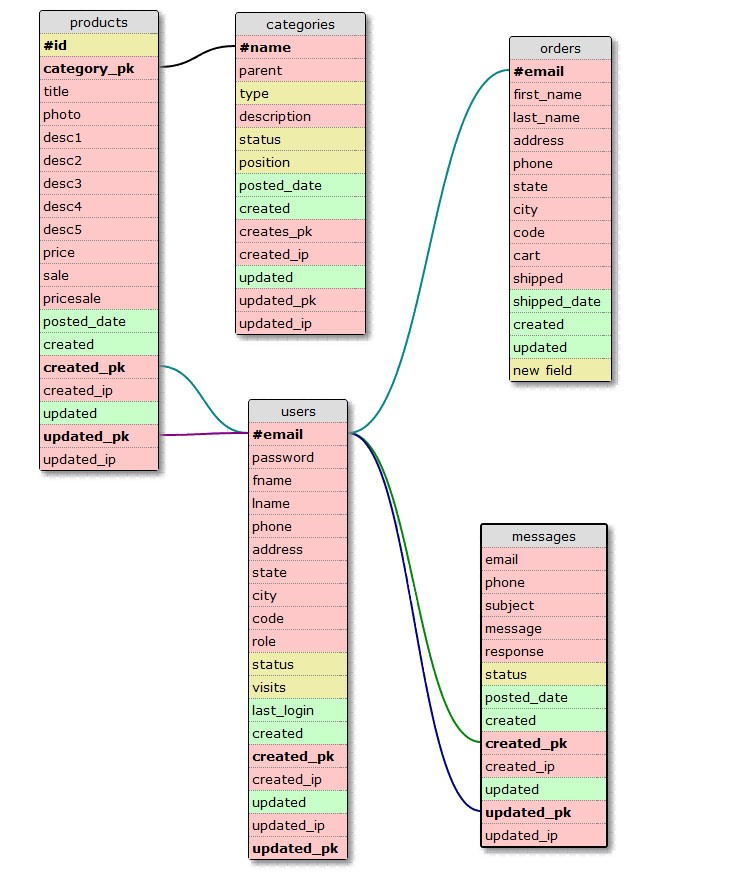 products
#id
category_pk
title
photo
desc1
desc2
desc3
desc4
desc5
price
sale
pricesale
posted_date
created
created_pk
created_ip
updated
updated_pk
updated_ip
categories
#name
parent
type
description
status
position
posted_date
created
creates_pk
created_ip
updated
updated_pk
updated_ip
orders
#email
first_name
last_name
address
phone
state
city
code
cart
shipped
shipped_date
created
updated
new field
users
#email
password
fname
lname
phone
address
state
city
code
role
status
visits
last_login
created
created_pk
created_ip
updated
updated_ip
updated_pk
messages
email
phone
subject
message
response
status
posted_date
created
created_pk
created_ip
updated
updated_pk
updated_ip